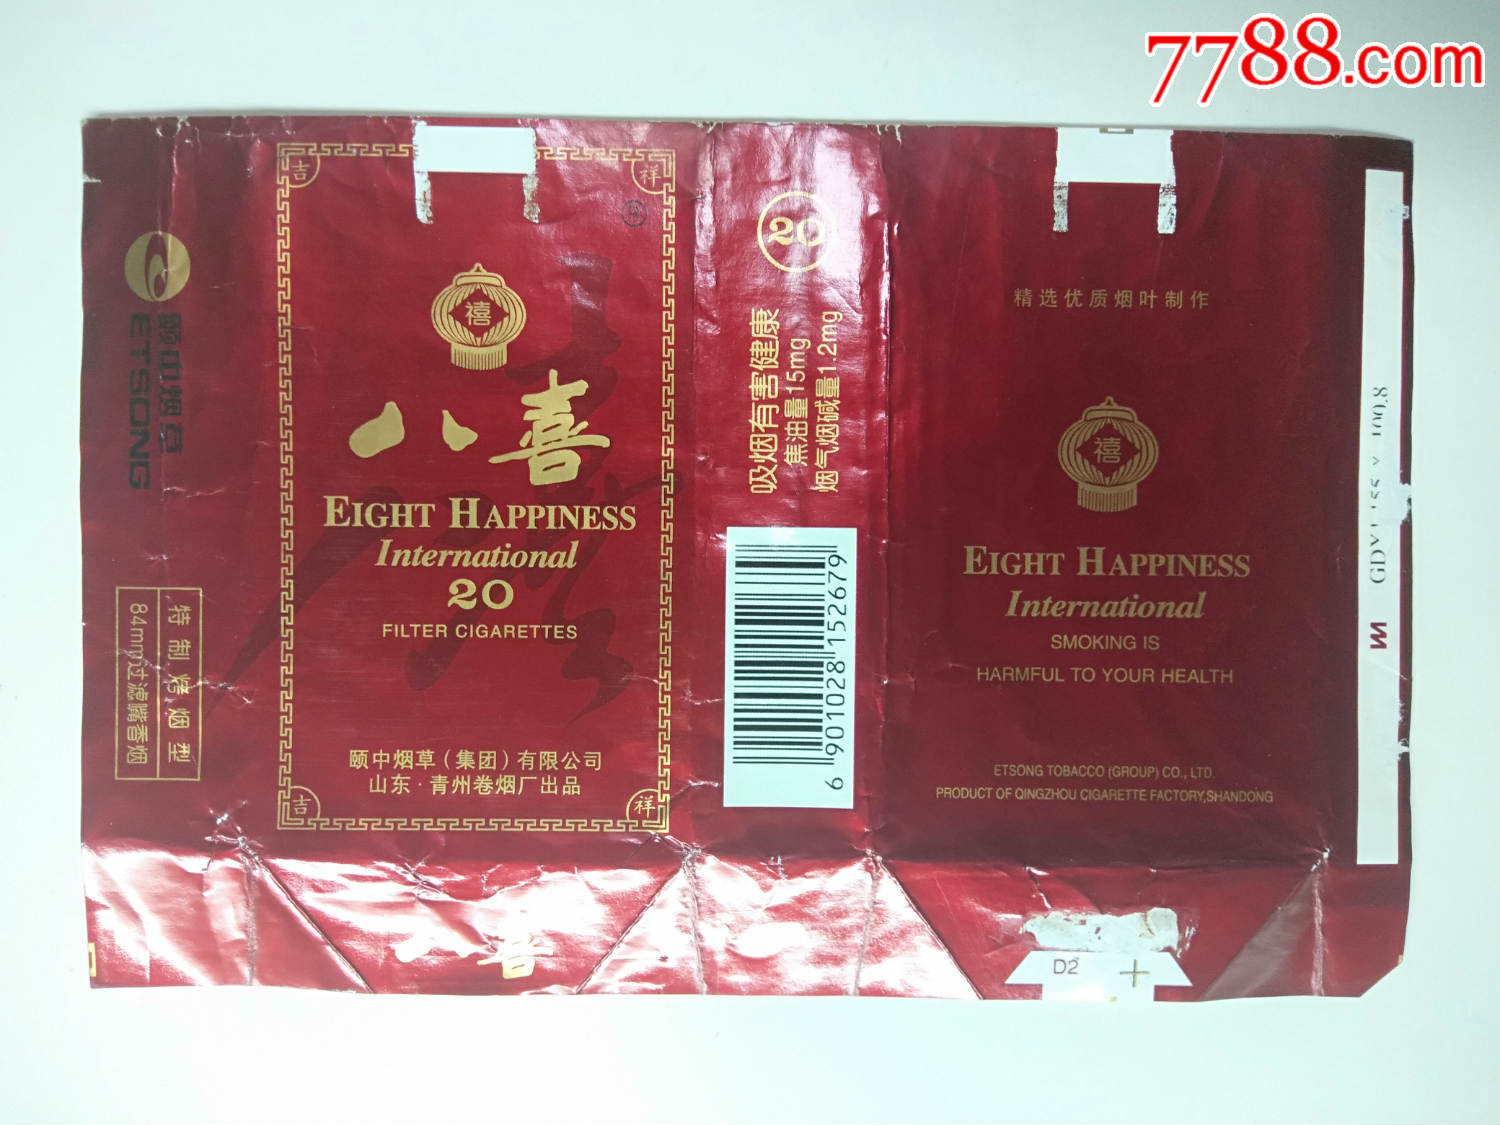 7788.com
颐中烟草
ETSONG
特制烤烟型
84mm过滤嘴香烟
吉 祥
禧
八喜
EIGHT HAPPINESS
International
20
FILTER CIGARETTES
颐中烟草(集团)有限公司
山东·青州卷烟厂出品
吉 祥
八喜
20
吸烟有害健康
焦油量15mg
烟气烟碱量1.2mg
6 901028 152679
精选优质烟叶制作
禧
EIGHT HAPPINESS
International
SMOKING IS
HARMFUL TO YOUR HEALTH
ETSONG TOBACCO (GROUP) CO., LTD.
PRODUCT OF QINGZHOU CIGARETTE FACTORY,SHANDONG
D2